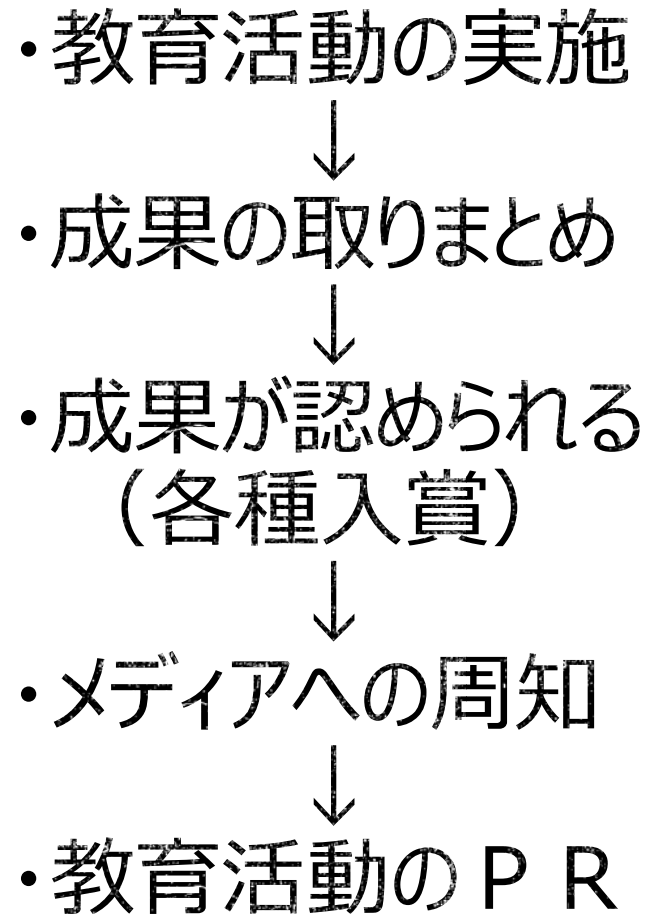 ・教育活動の実施
↓
・成果の取りまとめ
↓
・成果が認められる
（各種入賞）
↓
・メディアへの周知
↓
・教育活動のＰＲ